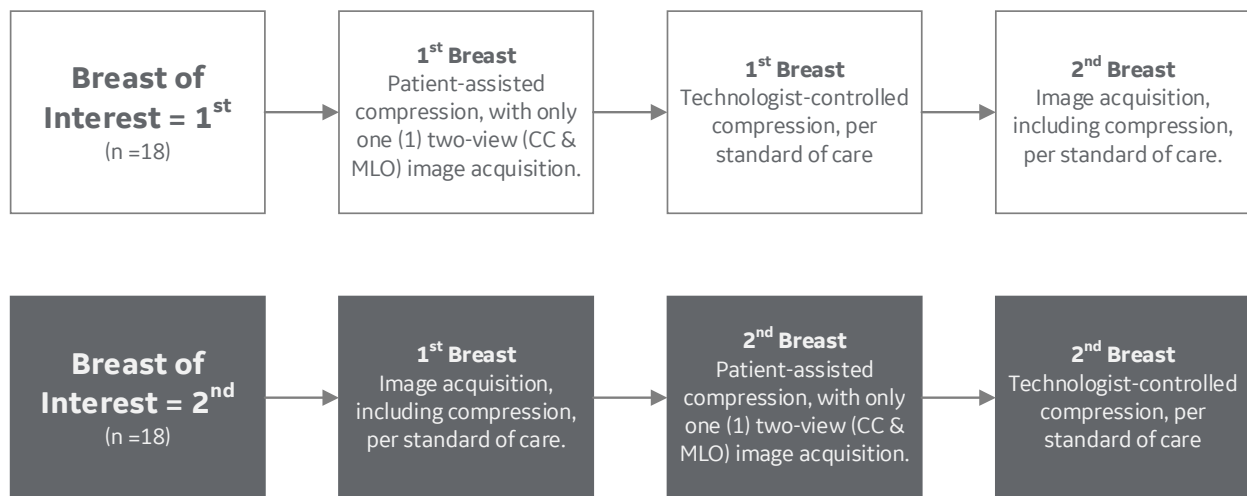 Breast of
Interest = 1st
(n =18)
1st Breast
Patient-assisted
compression, with only
one (1) two-view (CC &
MLO) image acquisition.
1st Breast
Technologist-controlled
compression, per
standard of care
2nd Breast
Image acquisition,
including compression,
per standard of care.
Breast of
Interest = 2nd
(n =18)
1st Breast
Image acquisition,
including compression,
per standard of care.
2nd Breast
Patient-assisted
compression, with only
one (1) two-view (CC &
MLO) image acquisition.
2nd Breast
Technologist-controlled
compression, per
standard of care